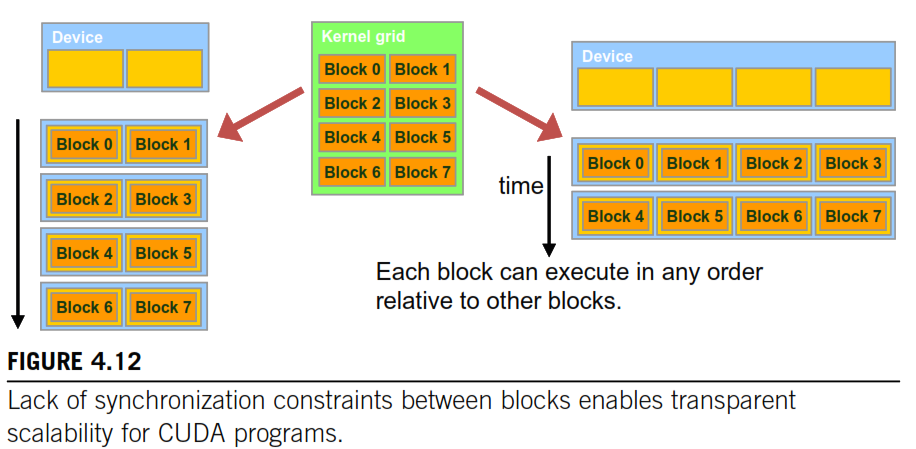 Device
Kernel grid
Block 0 Block 1
Block 2 Block 3
Block 4 Block 5
Block 6 Block 7
Device
Block 0 Block 1
Block 2 Block 3
Block 4 Block 5
Block 6 Block 7
time
Block 0 Block 1 Block 2 Block 3
Block 4 Block 5 Block 6 Block 7
Each block can execute in any order
relative to other blocks.
FIGURE 4.12
Lack of synchronization constraints between blocks enables transparent
scalability for CUDA programs.